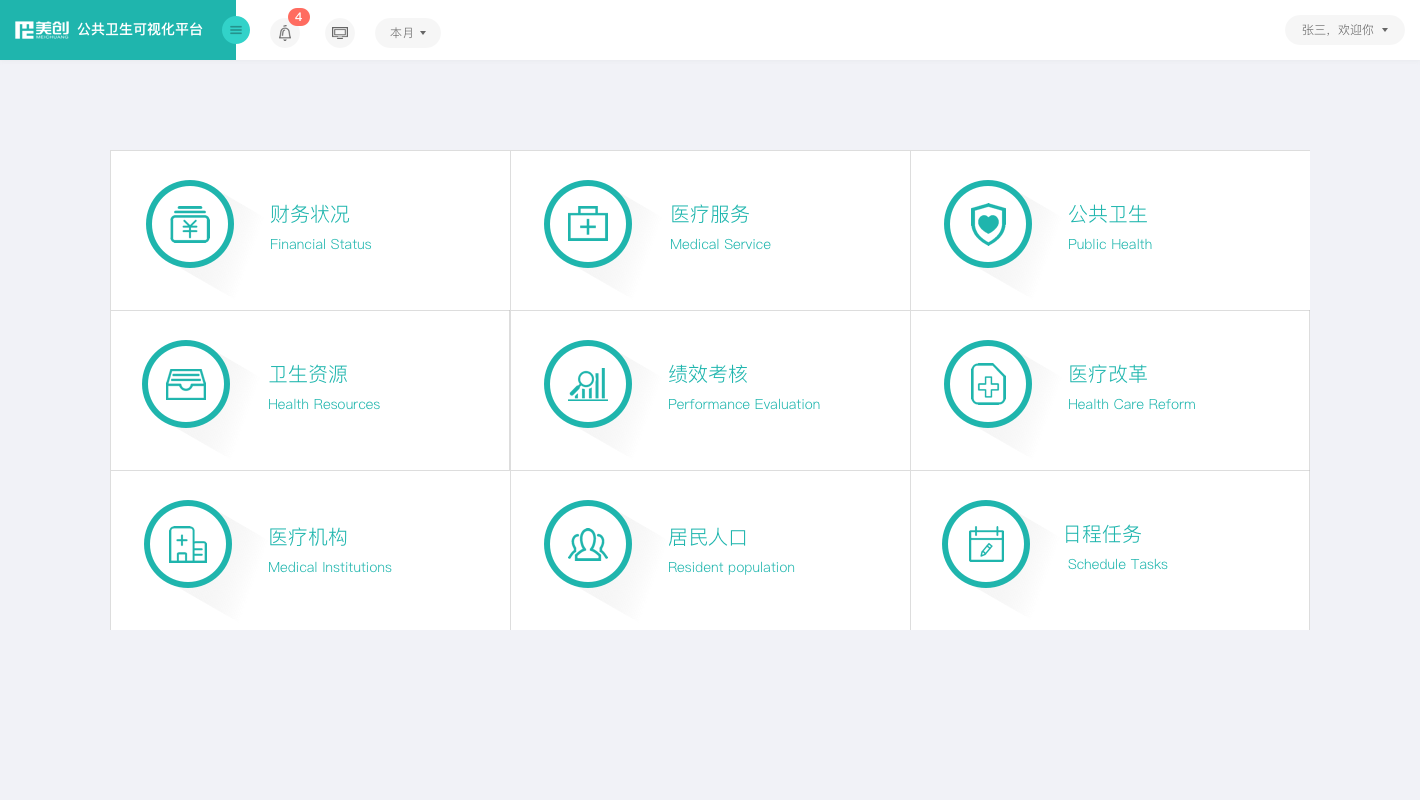 美创
MEICHUANG
公共卫生可视化平台
4
本月
张三，欢迎你
财务状况
Financial Status
医疗服务
Medical Service
公共卫生
Public Health
卫生资源
Health Resources
绩效考核
Performance Evaluation
医疗改革
Health Care Reform
医疗机构
Medical Institutions
居民人口
Resident population
日程任务
Schedule Tasks